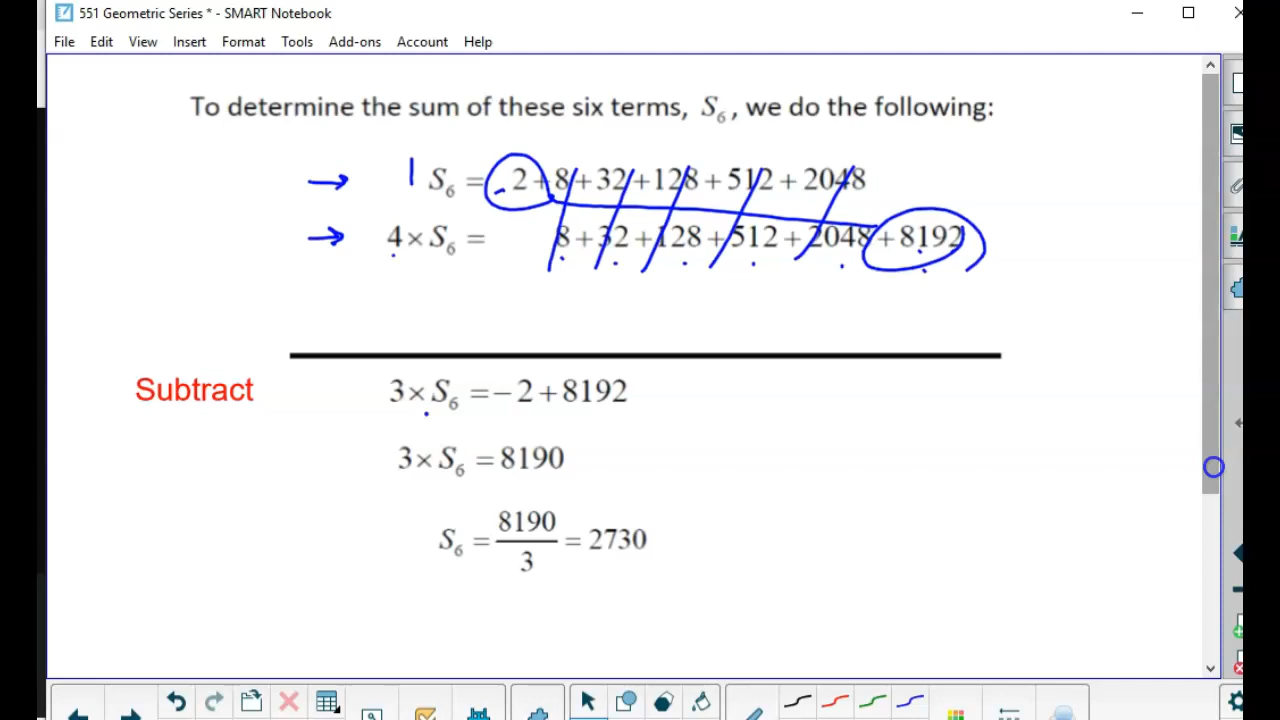 551 Geometric Series * - SMART Notebook
File Edit View Insert Format Tools Add-ons Account Help
To determine the sum of these six terms, S₆, we do the following:
1 S₆ = 2+8+32+128+512+2048
4×S₆ = 8+32+128+512+2048+8192
Subtract 3×S₆ = -2+8192
3×S₆ = 8190
S₆ = 8190/3 = 2730